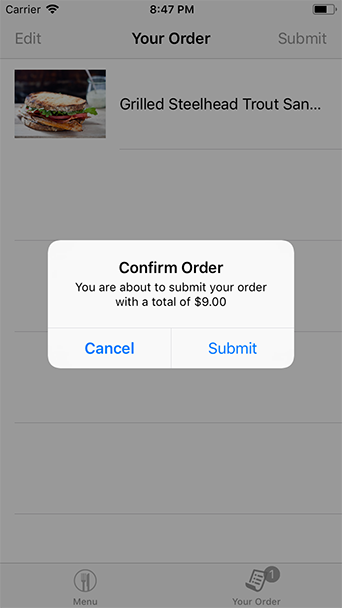 Carrier 8:47 PM
Edit Your Order Submit
Grilled Steelhead Trout San...
Confirm Order
You are about to submit your order
with a total of $9.00
Cancel Submit
1
Menu Your Order